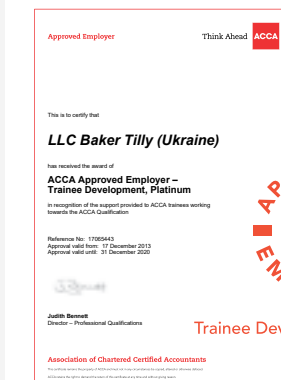 Approved Employer
Think Ahead ACCA
This is to certify that
LLC Baker Tilly (Ukraine)
has received the award of
ACCA Approved Employer –
Trainee Development, Platinum
in recognition of the support provided to ACCA trainees working
towards the ACCA Qualification
Reference No: 17065443
Approval valid from: 17 December 2013
Approval valid until: 31 December 2020
Judith Bennett
Director – Professional Qualifications
AP
EM
Trainee Dev
Association of Chartered Certified Accountants